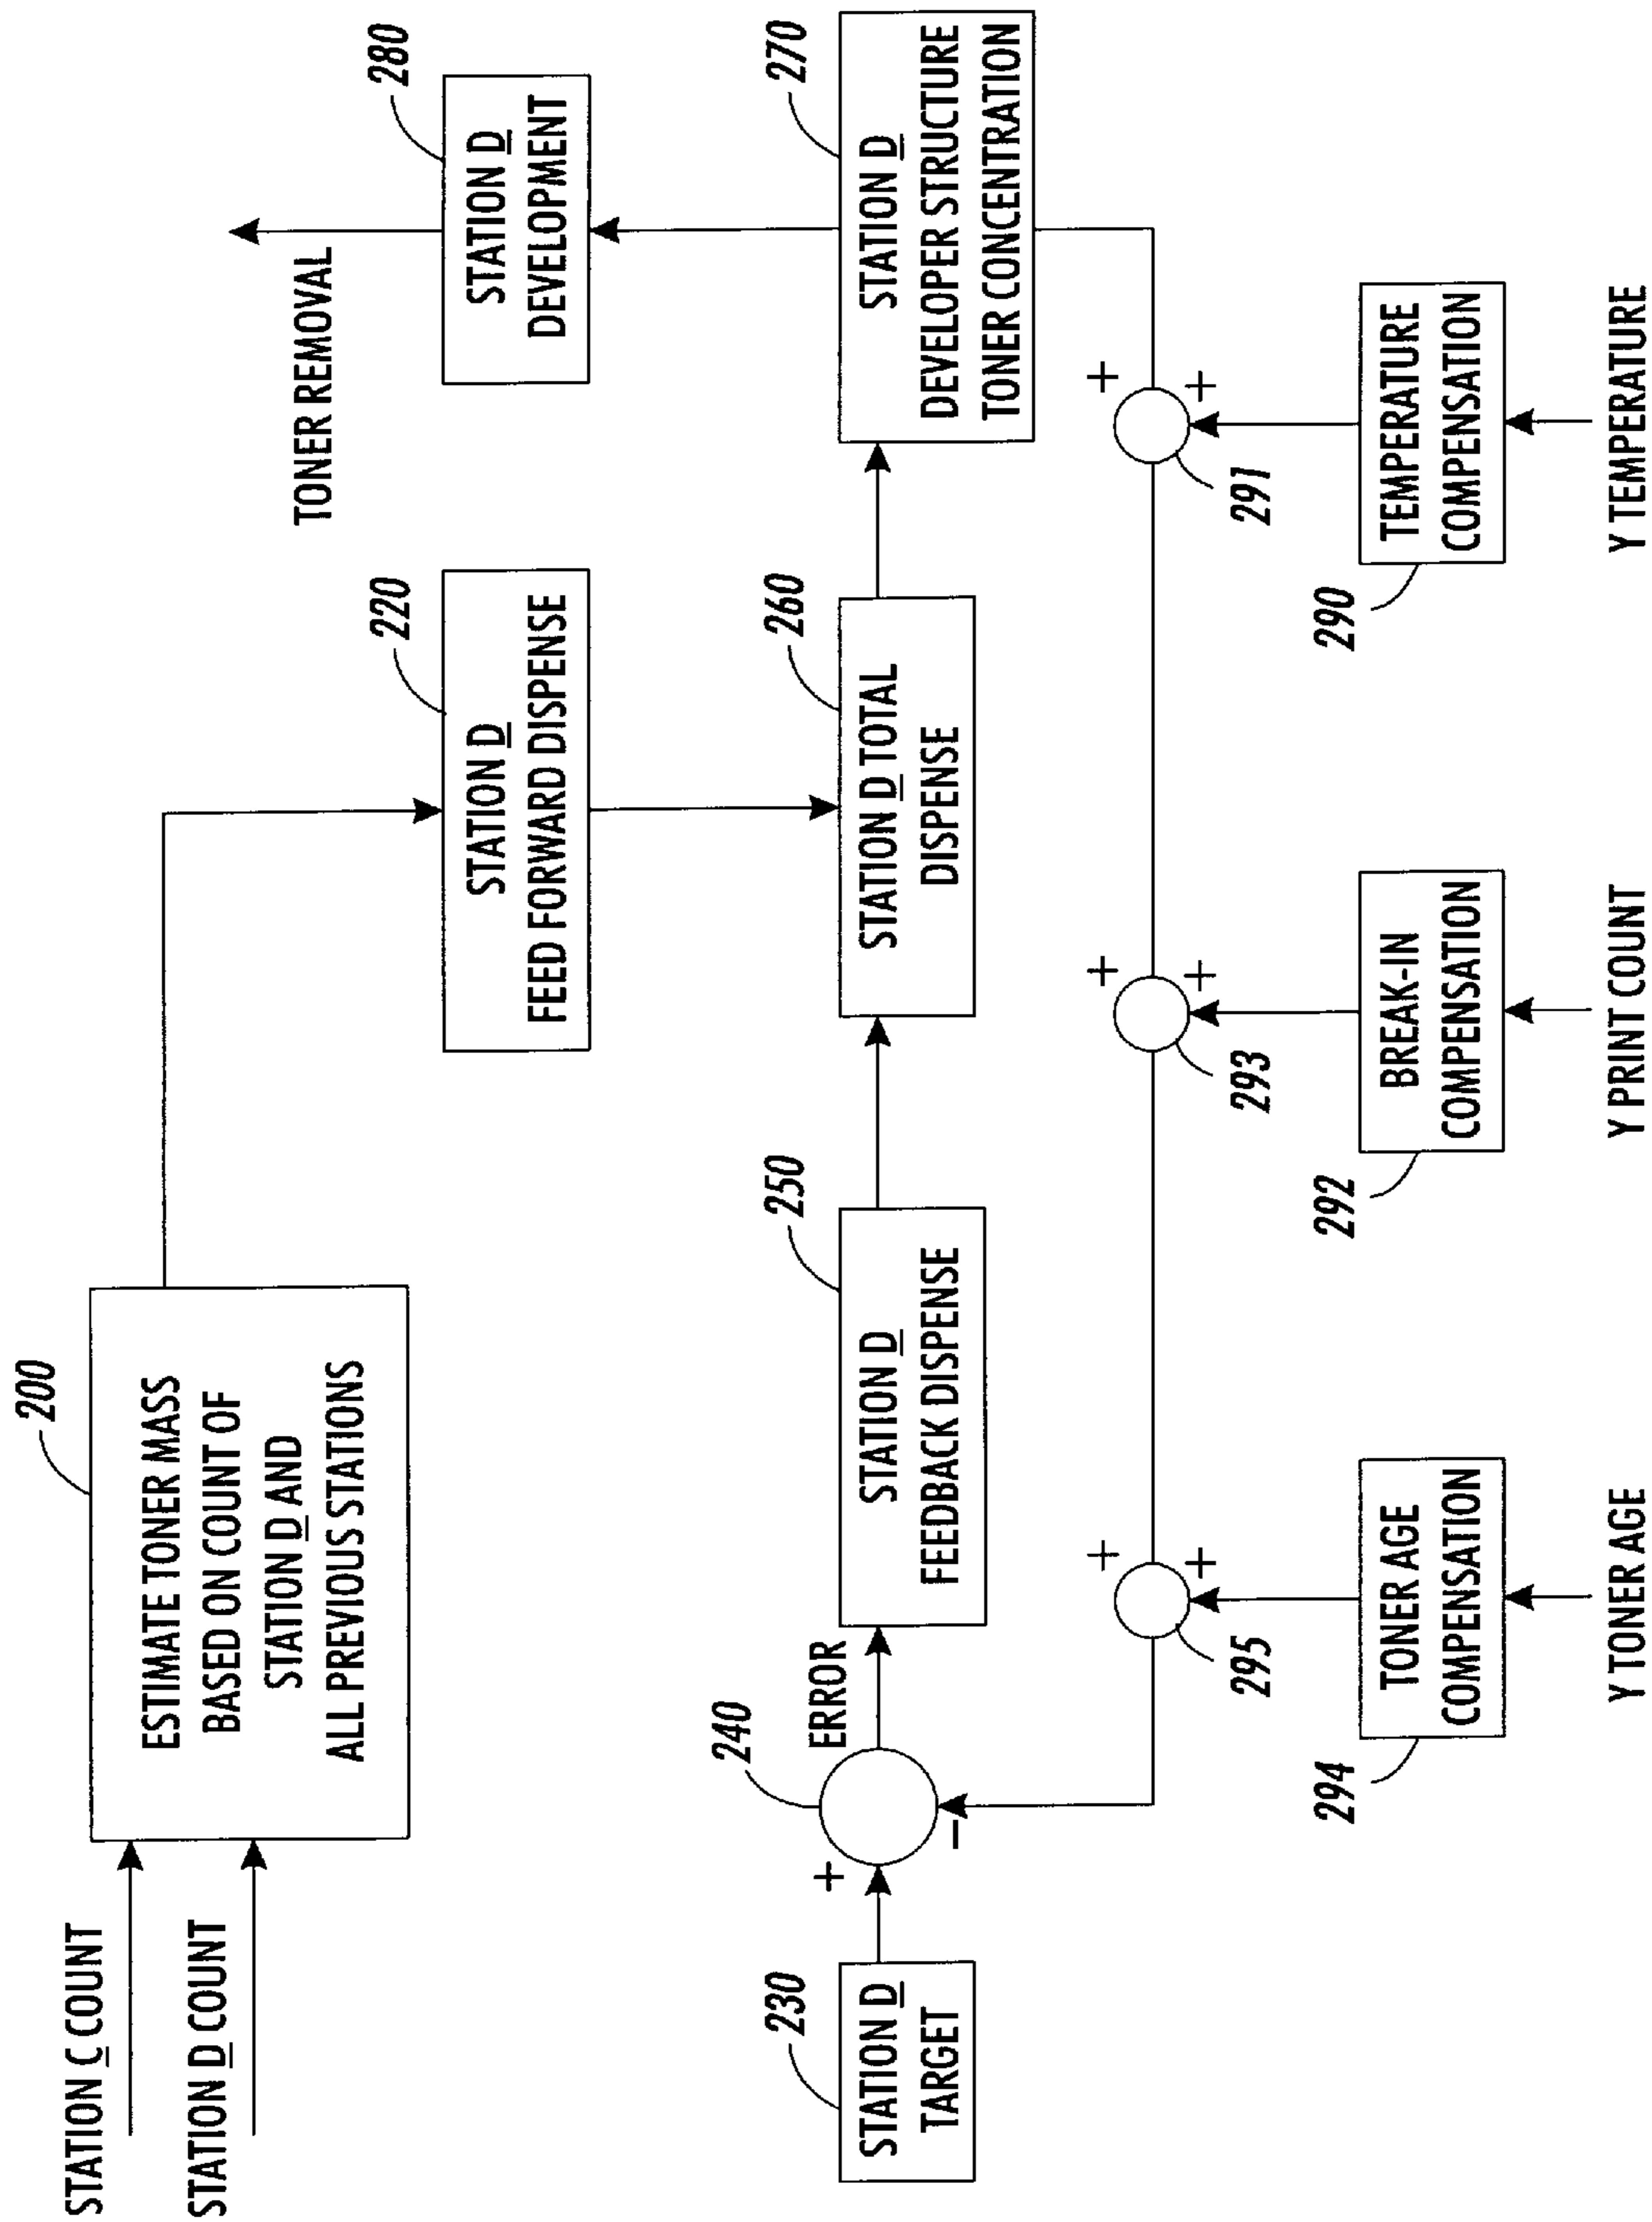 STATION C COUNT
STATION D COUNT
200
ESTIMATE TONER MASS
BASED ON COUNT OF
STATION D AND
ALL PREVIOUS STATIONS
220
STATION D
FEED FORWARD DISPENSE
TONER REMOVAL
280
STATION D
DEVELOPMENT
230
STATION D
TARGET
+
−
240
ERROR
250
STATION D
FEEDBACK DISPENSE
260
STATION D TOTAL
DISPENSE
270
STATION D
DEVELOPER STRUCTURE
TONER CONCENTRATION
+
+
295
+
+
293
+
+
291
294
TONER AGE
COMPENSATION
Y TONER AGE
292
BREAK-IN
COMPENSATION
Y PRINT COUNT
290
TEMPERATURE
COMPENSATION
Y TEMPERATURE